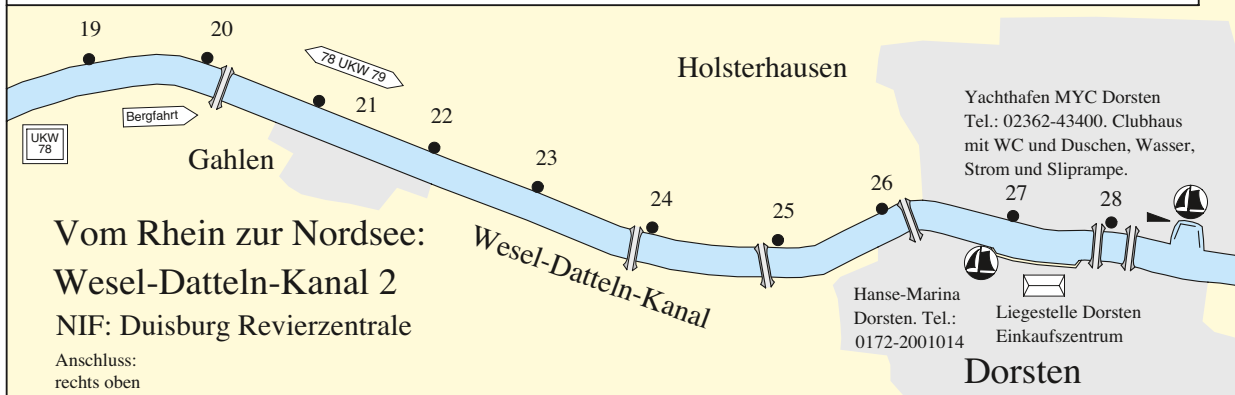 19
20
78 UKW 79
21
22
23
24
25
26
27
28
Holsterhausen
Bergfahrt
UKW
78
Gahlen
Yachthafen MYC Dorsten
Tel.: 02362-43400. Clubhaus
mit WC und Duschen, Wasser,
Strom und Sliprampe.
Vom Rhein zur Nordsee:
Wesel-Datteln-Kanal 2
NIF: Duisburg Revierzentrale
Anschluss:
rechts oben
Wesel-Datteln-Kanal
Hanse-Marina
Dorsten. Tel.:
0172-2001014
Liegestelle Dorsten
Einkaufszentrum
Dorsten